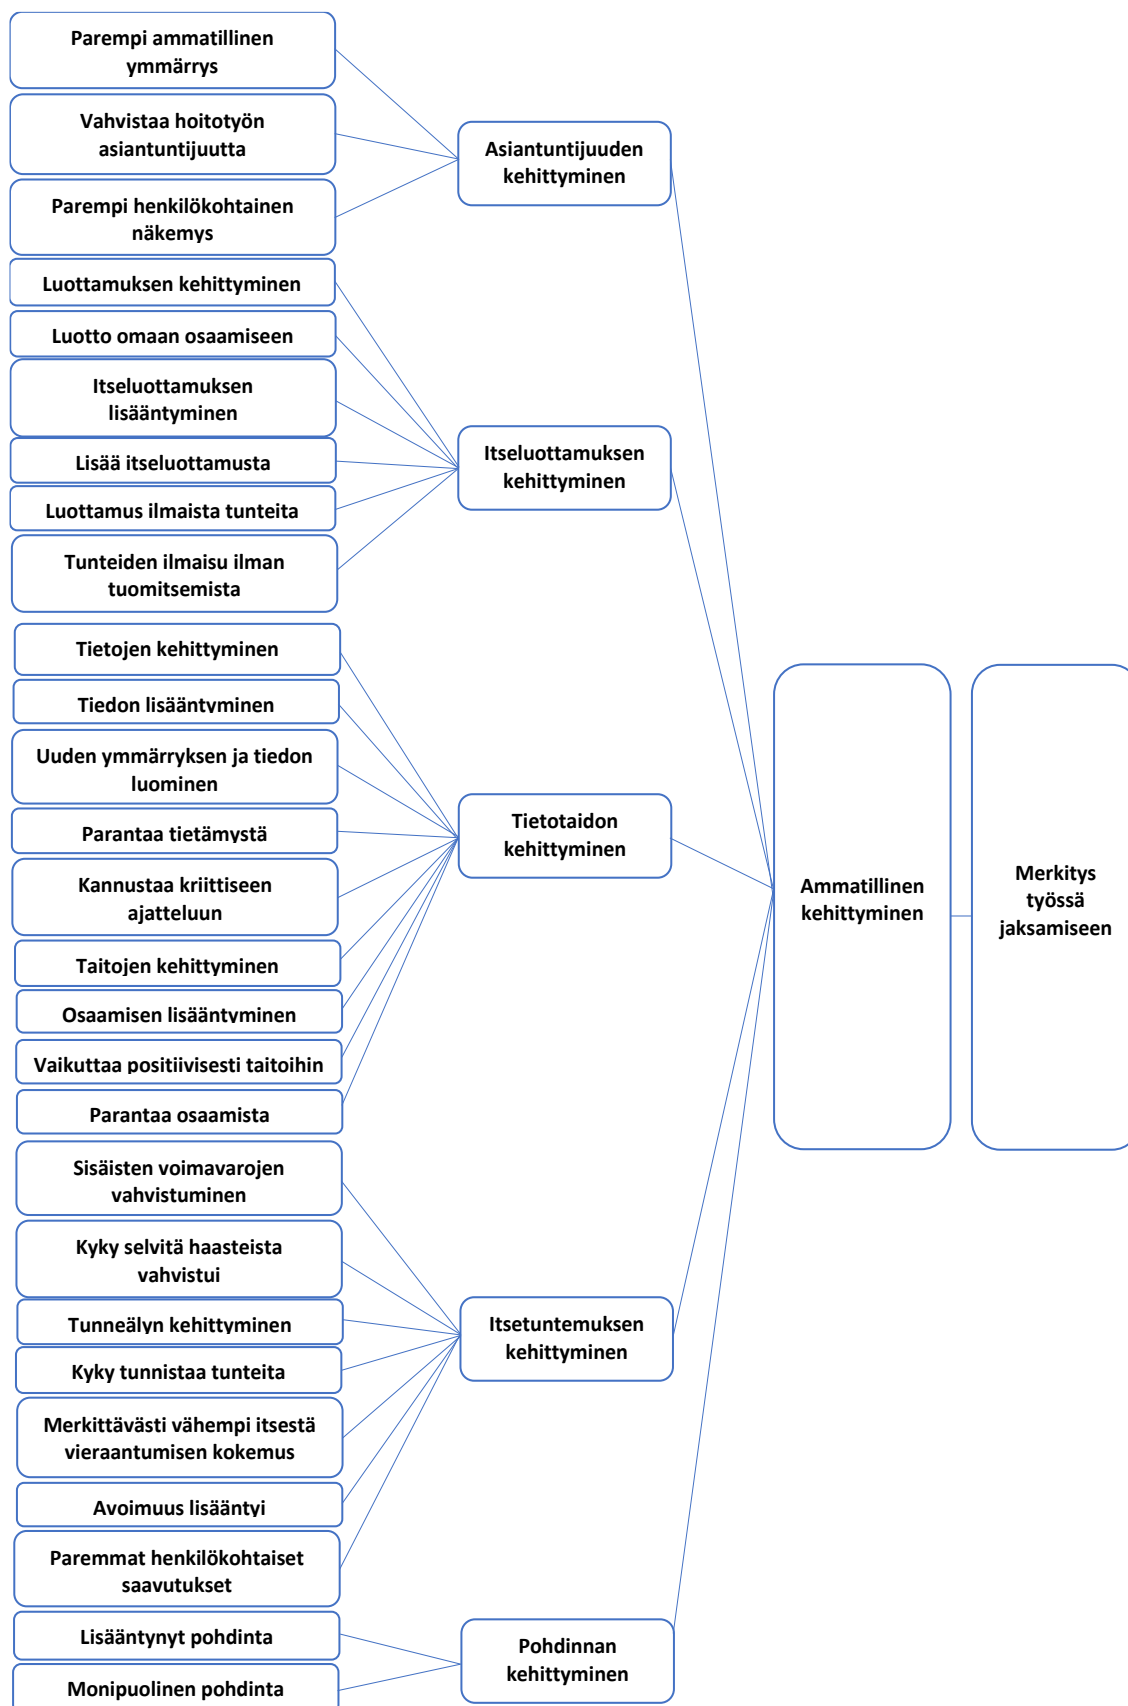 Parempi ammatillinen
ymmärrys
Vahvistaa hoitotyön
asiantuntijuutta
Parempi henkilökohtainen
näkemys
Asiantuntijuuden
kehittyminen
Luottamuksen kehittyminen
Luotto omaan osaamiseen
Itseluottamuksen
lisääntyminen
Lisää itseluottamusta
Luottamus ilmaista tunteita
Tunteiden ilmaisu ilman
tuomitsemista
Itseluottamuksen
kehittyminen
Tietojen kehittyminen
Tiedon lisääntyminen
Uuden ymmärryksen ja tiedon
luominen
Parantaa tietämystä
Kannustaa kriittiseen
ajatteluun
Taitojen kehittyminen
Osaamisen lisääntyminen
Vaikuttaa positiivisesti taitoihin
Parantaa osaamista
Tietotaidon
kehittyminen
Sisäisten voimavarojen
vahvistuminen
Kyky selvitä haasteista
vahvistui
Tunneälyn kehittyminen
Kyky tunnistaa tunteita
Merkittävästi vähempi itsestä
vieraantumisen kokemus
Avoimuus lisääntyi
Paremmat henkilökohtaiset
saavutukset
Itsetuntemuksen
kehittyminen
Lisääntynyt pohdinta
Monipuolinen pohdinta
Pohdinnan
kehittyminen
Ammatillinen
kehittyminen
Merkitys
työssä
jaksamiseen